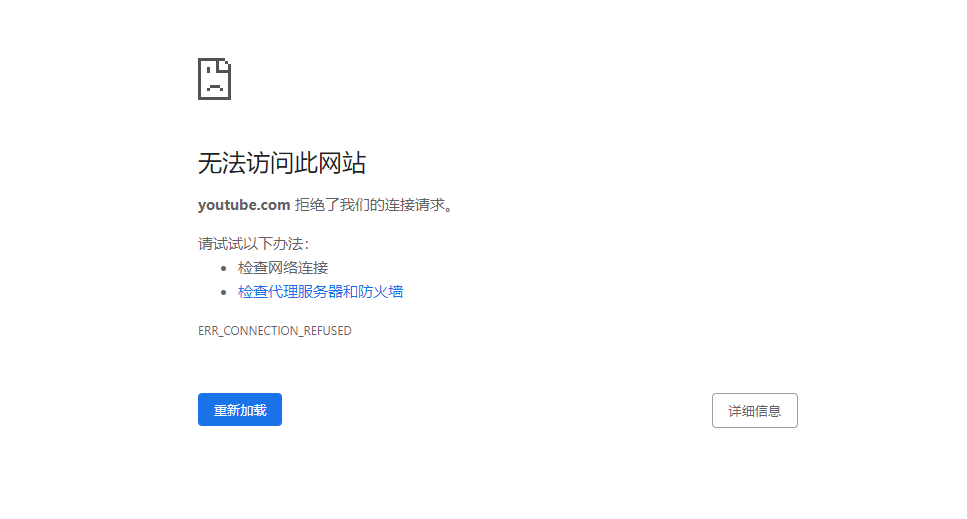 无法访问此网站
youtube.com 拒绝了我们的连接请求。
请试试以下办法：
• 检查网络连接
• 检查代理服务器和防火墙
ERR_CONNECTION_REFUSED
重新加载
详细信息